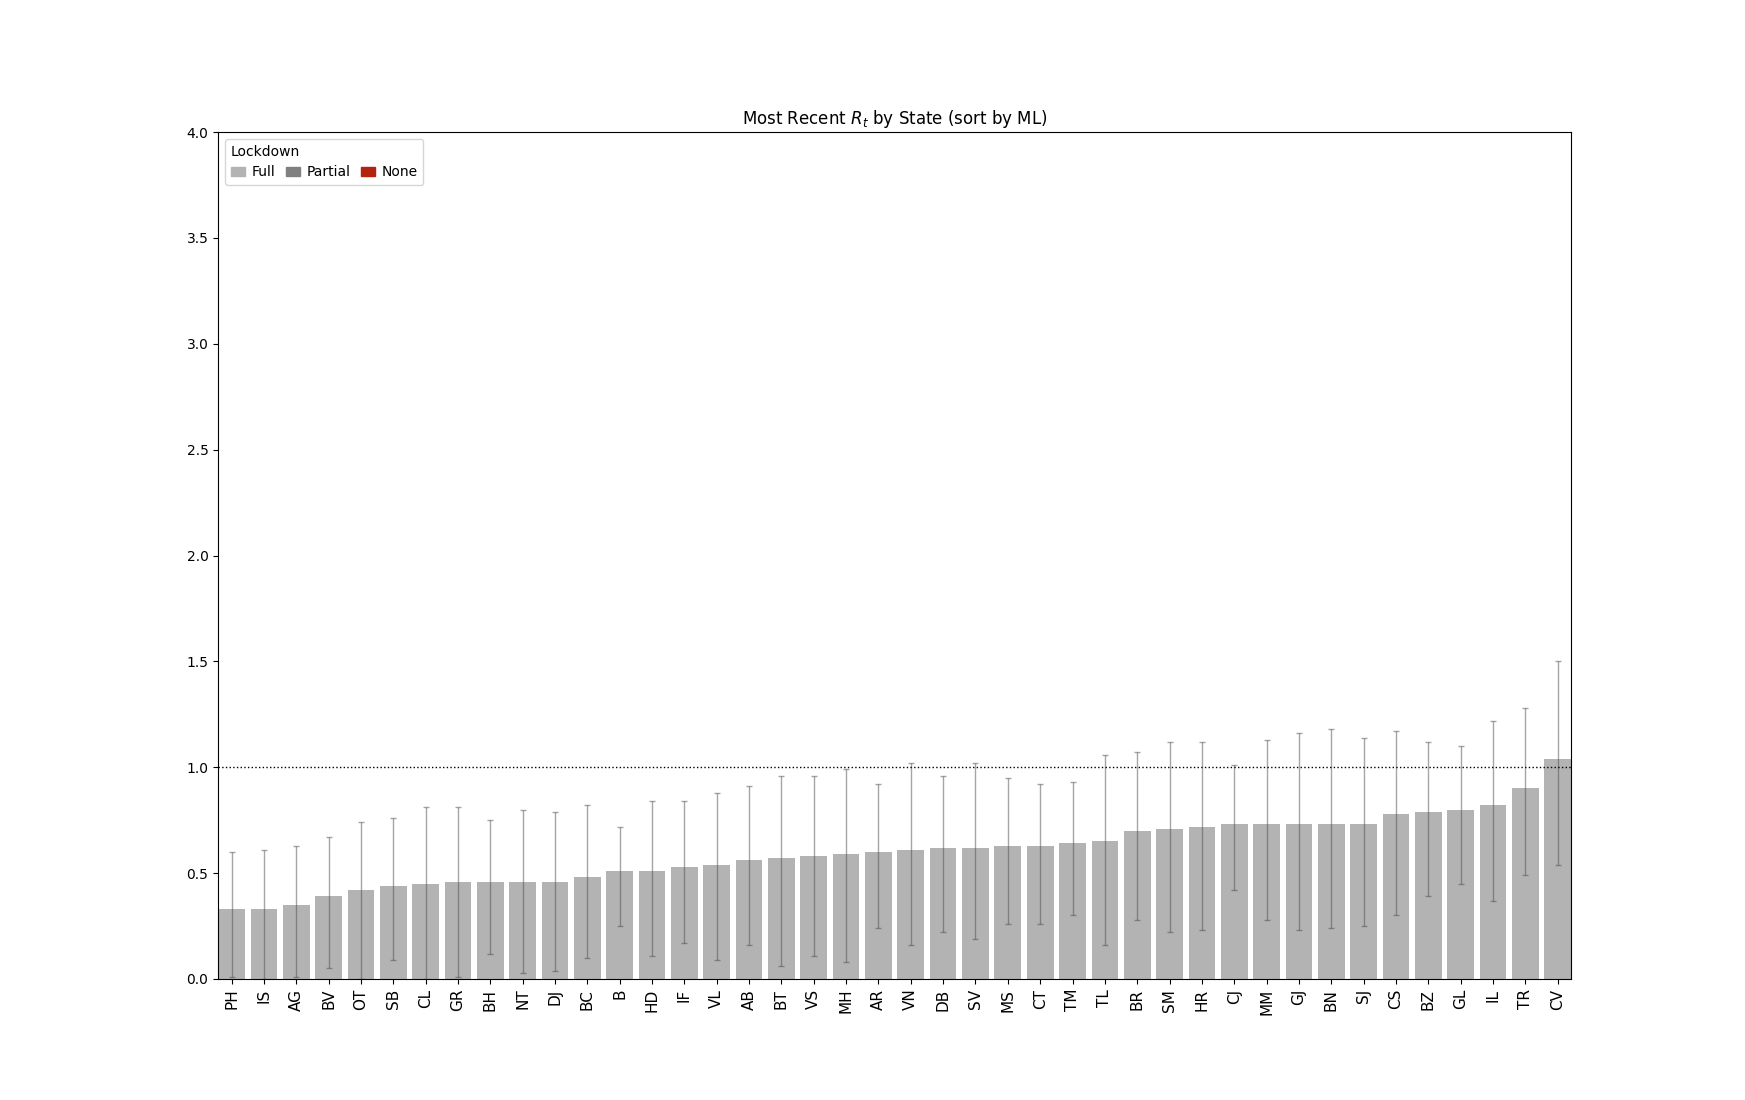 Most Recent R_t by State (sort by ML)
Lockdown
Full Partial None
4.0
3.5
3.0
2.5
2.0
1.5
1.0
0.5
0.0
PH IS AG BV OT SB CL GR BH NT DJ BC B HD IF VL AB BT VS MH AR VN DB SV MS CT TM TL BR SM HR CJ MM GJ BN SJ CS BZ GL IL TR CV